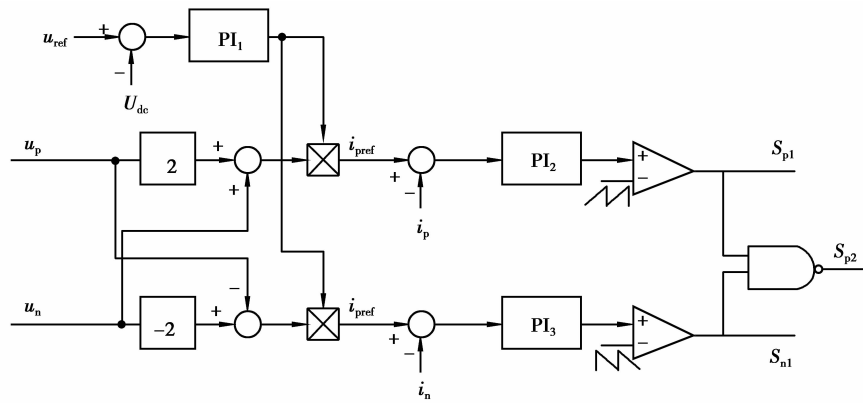 u_ref + PI₁
−
U_dc
u_p 2 + i_pref + PI₂ + S_p1
+ − −
i_p
S_p2
−
u_n −2 + i_pref + PI₃ + S_n1
− −
i_n